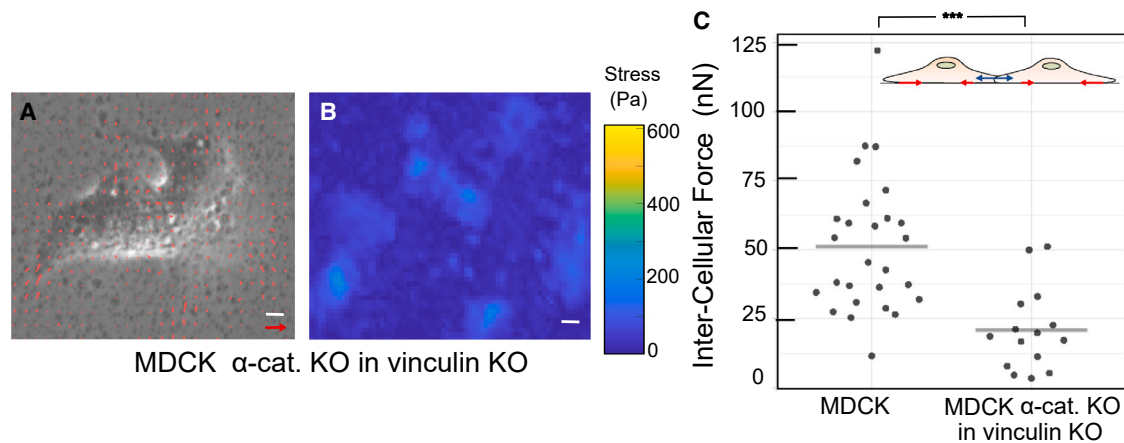 A
B
MDCK α-cat. KO in vinculin KO
Stress
(Pa)
600
400
200
0
C
***
Inter-Cellular Force (nN)
125
100
75
50
25
0
MDCK
MDCK α-cat. KO
in vinculin KO